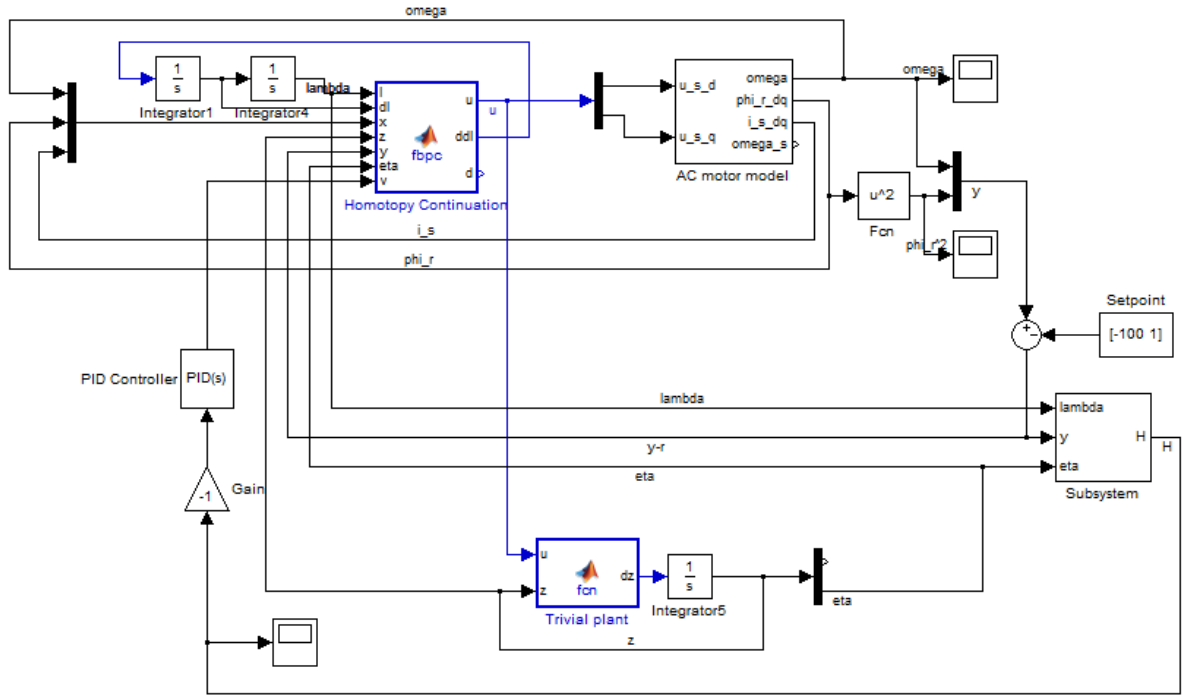 omega
1
s
Integrator1
1
s
Integrator4
lambda
l
dl
x
z
y
eta
v
u
ddl
d
fbpc
Homotopy Continuation
u
u_s_d
u_s_q
omega
phi_r_dq
i_s_dq
omega_s
AC motor model
omega
y
u^2
Fcn
phi_r^2
i_s
phi_r
Setpoint
[-100 1]
+
−
PID Controller
PID(s)
lambda
y-r
eta
lambda
y
eta
H
H
Subsystem
-1
Gain
u
z
dz
fcn
Trivial plant
1
s
Integrator5
eta
z